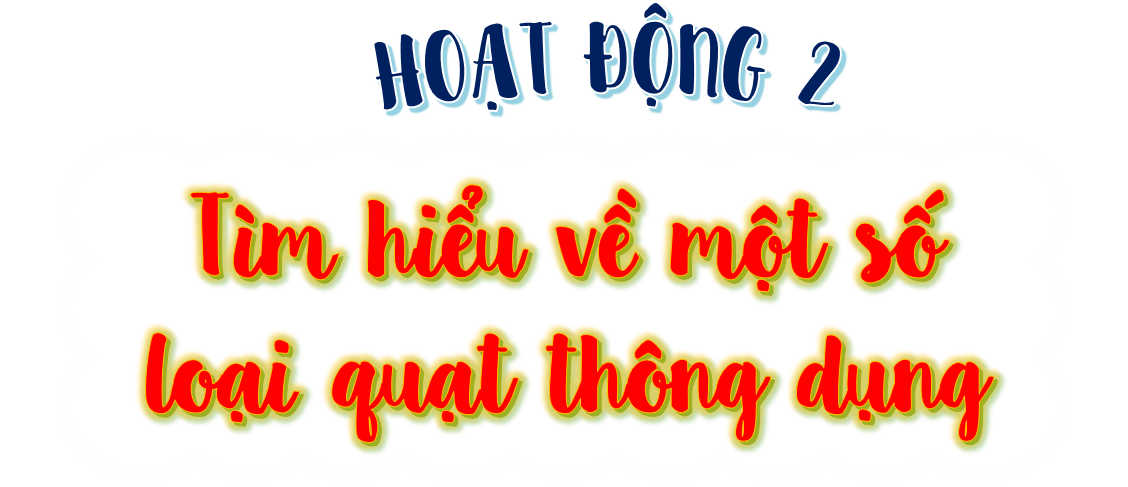 HOẠT ĐỘNG 2
Tìm hiểu về một số
loại quạt thông dụng